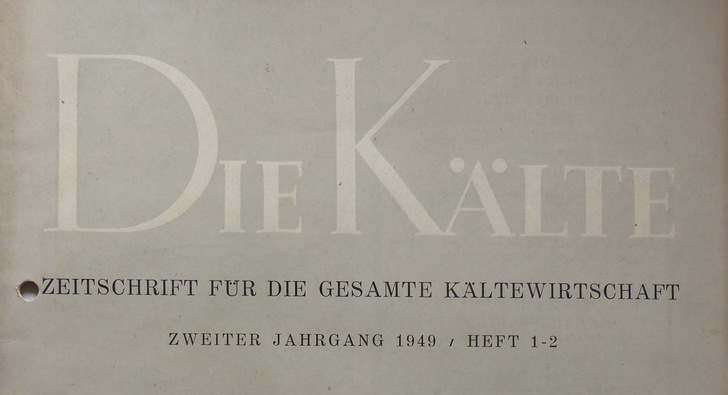 DIE KÄLTE
ZEITSCHRIFT FÜR DIE GESAMTE KÄLTEWIRTSCHAFT
ZWEITER JAHRGANG 1949 / HEFT 1-2